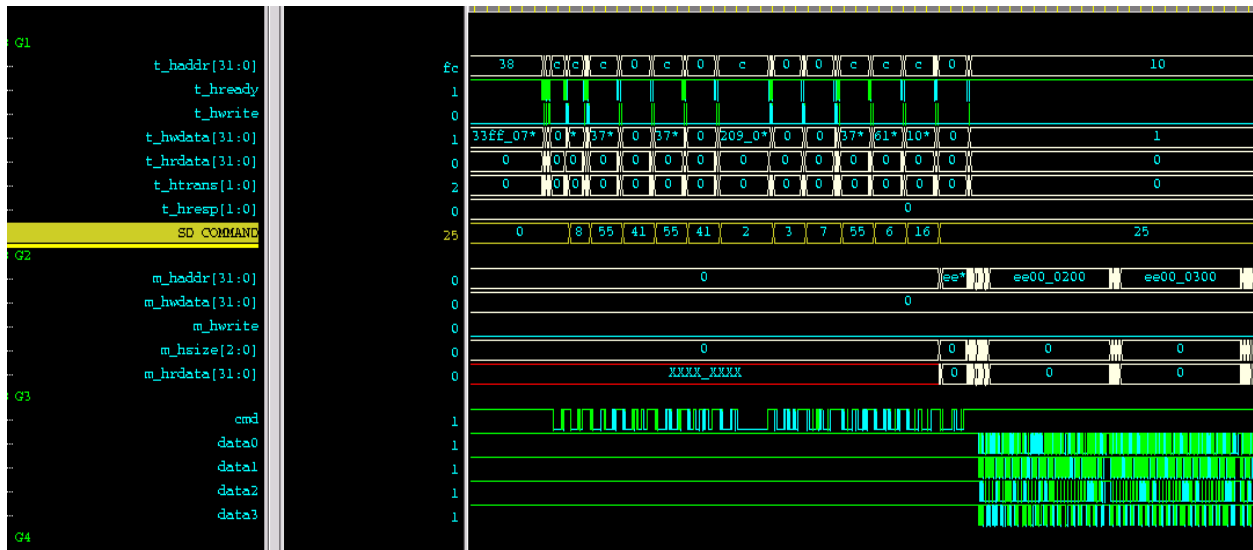 G1
t_haddr[31:0] fc 38 c c c 0 c 0 c 0 0 c c c 0 10
t_hready 1
t_hwrite 0
t_hwdata[31:0] 1 33ff_07* 0 * 37* 0 37* 0 209_0* 0 0 37* 61* 10* 0 1
t_hrdata[31:0] 0 0 0 0 0 0 0 0 0 0 0 0 0 0 0 0
t_htrans[1:0] 2 0 0 0 0 0 0 0 0 0 0 0 0 0 0 0
t_hresp[1:0] 0 0
SD COMMAND 25 0 8 55 41 55 41 2 3 7 55 6 16 25
G2
m_haddr[31:0] 0 0 ee* ee00_0200 ee00_0300
m_hwdata[31:0] 0 0
m_hwrite 0
m_hsize[2:0] 0 0 0 0 0
m_hrdata[31:0] 0 XXXX_XXXX 0 0 0
G3
cmd 1
data0 1
data1 1
data2 1
data3 1
G4